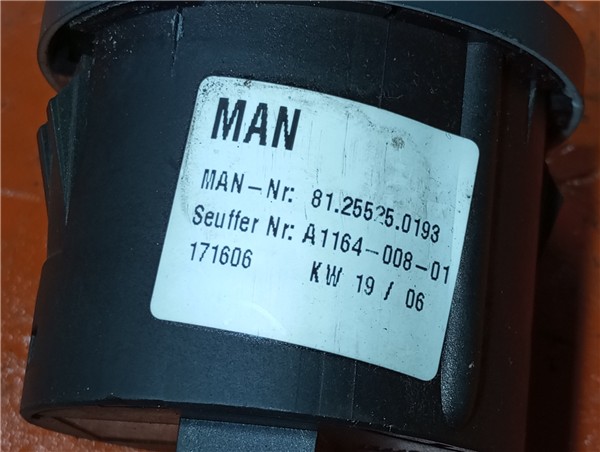 MAN
MAN-Nr: 81.25525.0193
Seuffer Nr: A1164-008-01
171606 KW 19 / 06